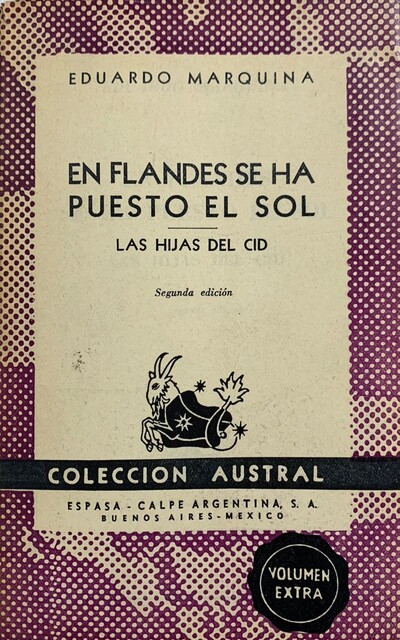 EDUARDO MARQUINA
EN FLANDES SE HA
PUESTO EL SOL
LAS HIJAS DEL CID
Segunda edición
COLECCION AUSTRAL
ESPASA - CALPE ARGENTINA, S. A.
BUENOS AIRES - MEXICO
VOLUMEN
EXTRA